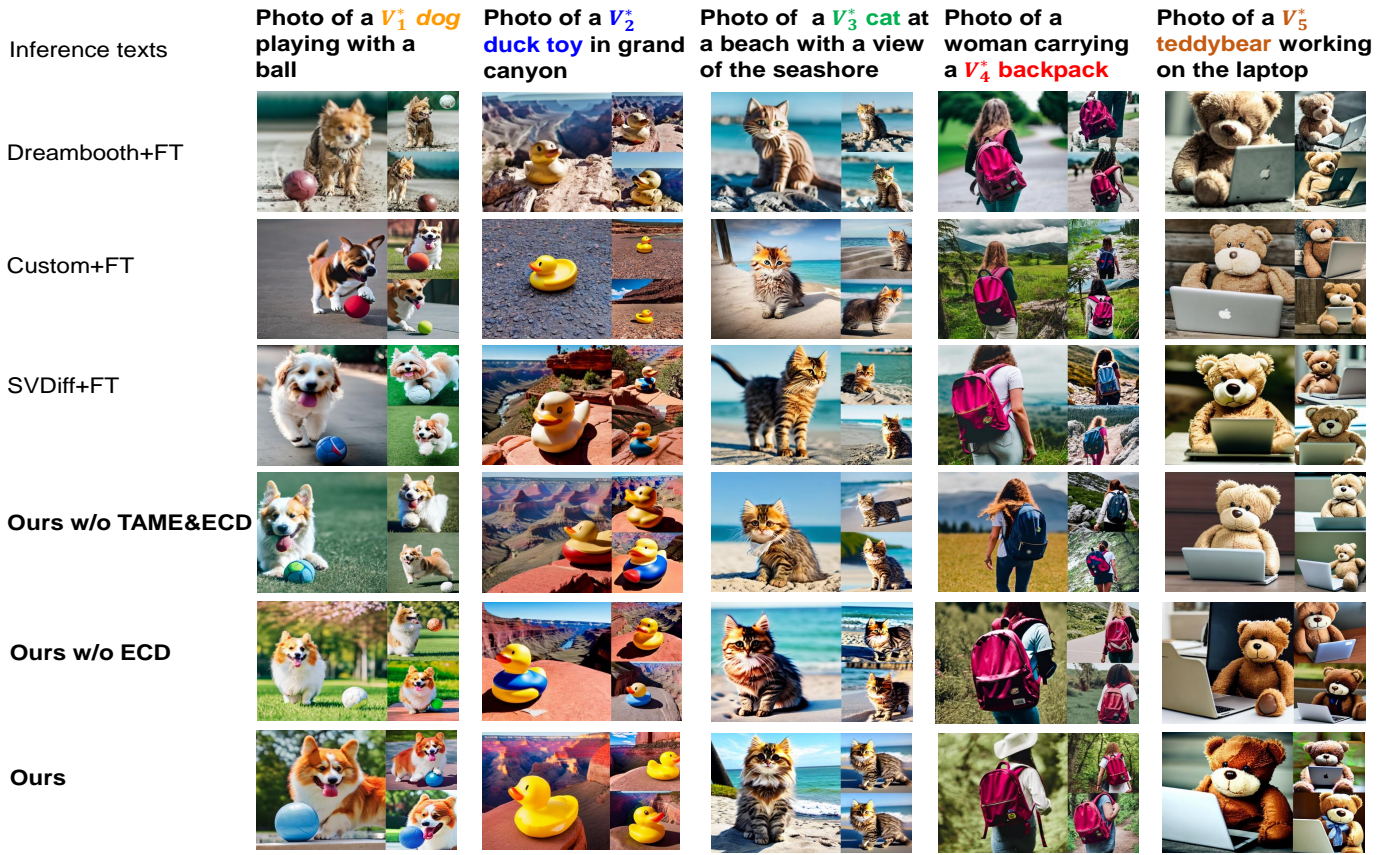 Inference texts
Photo of a V₁* dog
playing with a
ball
Photo of a V₂*
duck toy in grand
canyon
Photo of a V₃* cat at
a beach with a view
of the seashore
Photo of a
woman carrying
a V₄* backpack
Photo of a V₅*
teddybear working
on the laptop
Dreambooth+FT
Custom+FT
SVDiff+FT
Ours w/o TAME&ECD
Ours w/o ECD
Ours